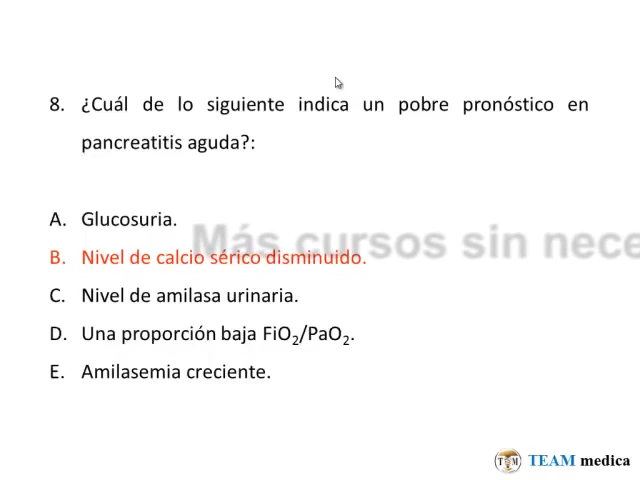 8. ¿Cuál de lo siguiente indica un pobre pronóstico en
pancreatitis aguda?:
A. Glucosuria.
Más cursos sin nece
B. Nivel de calcio sérico disminuido.
C. Nivel de amilasa urinaria.
D. Una proporción baja FiO₂/PaO₂.
E. Amilasemia creciente.
TM TEAM medica